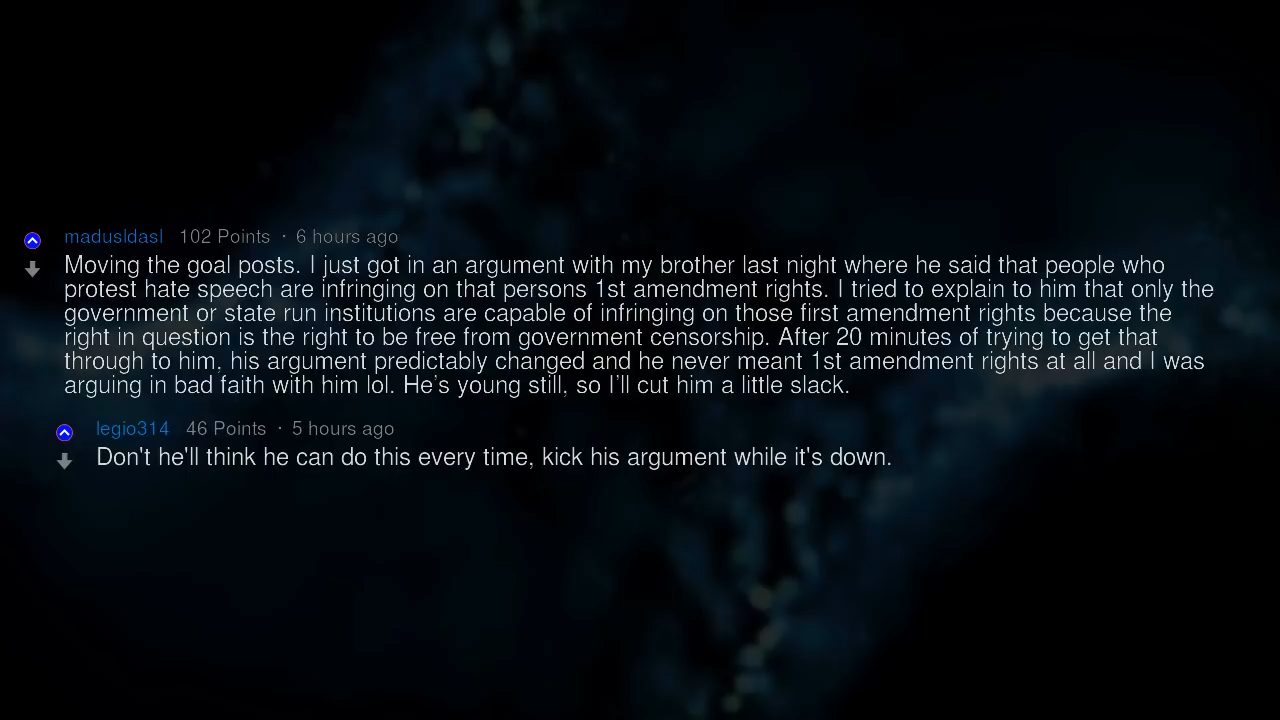 madusldasl 102 Points · 6 hours ago
Moving the goal posts. I just got in an argument with my brother last night where he said that people who
protest hate speech are infringing on that persons 1st amendment rights. I tried to explain to him that only the
government or state run institutions are capable of infringing on those first amendment rights because the
right in question is the right to be free from government censorship. After 20 minutes of trying to get that
through to him, his argument predictably changed and he never meant 1st amendment rights at all and I was
arguing in bad faith with him lol. He’s young still, so I’ll cut him a little slack.
legio314 46 Points · 5 hours ago
Don't he'll think he can do this every time, kick his argument while it's down.